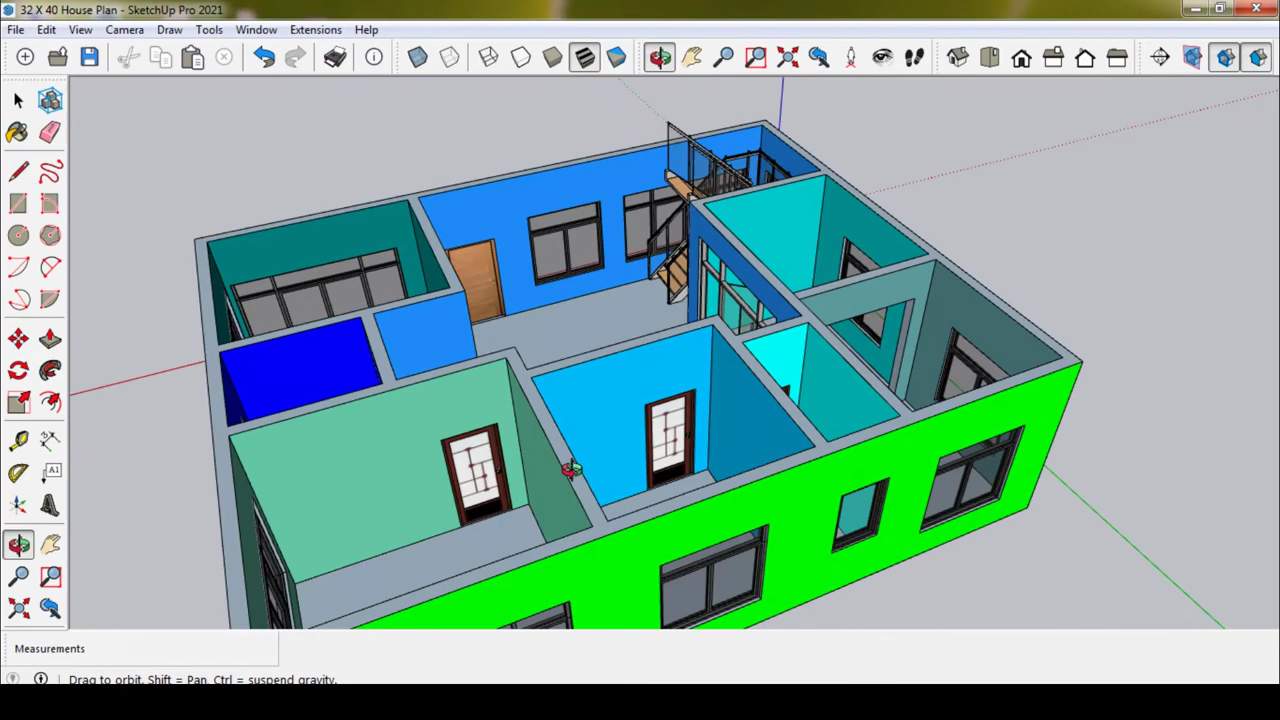 32 X 40 House Plan - SketchUp Pro 2021
File Edit View Camera Draw Tools Window Extensions Help
A1
Measurements
Drag to orbit. Shift = Pan, Ctrl = suspend gravity.